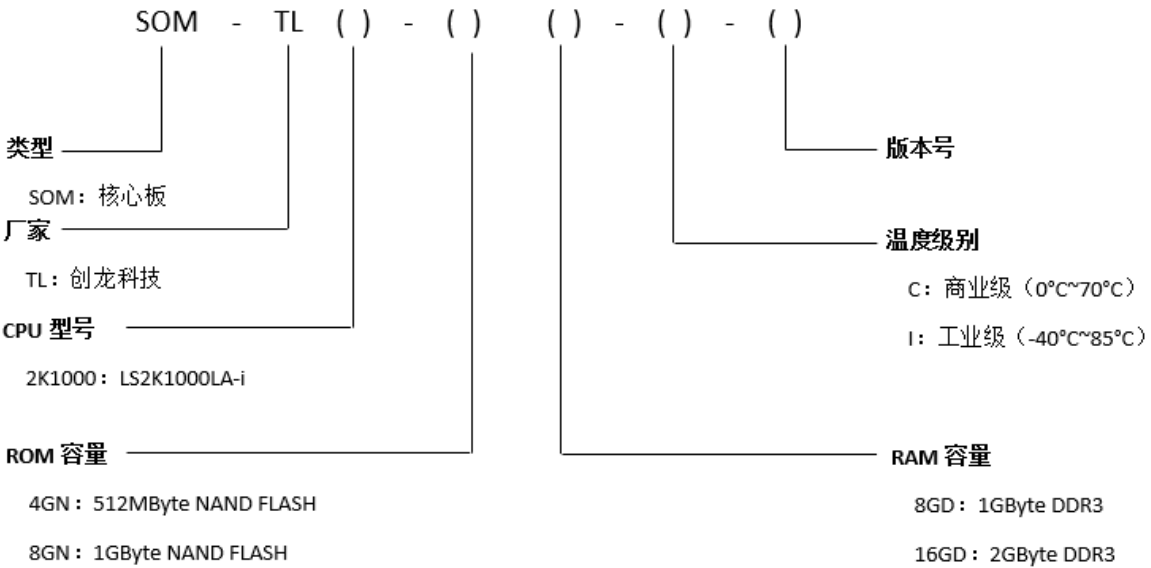 SOM - TL ( ) - ( ) ( ) - ( ) - ( )
类型
SOM：核心板
厂家
TL：创龙科技
CPU 型号
2K1000：LS2K1000LA-i
ROM 容量
4GN：512MByte NAND FLASH
8GN：1GByte NAND FLASH
版本号
温度级别
C：商业级（0°C~70°C）
I：工业级（-40°C~85°C）
RAM 容量
8GD：1GByte DDR3
16GD：2GByte DDR3